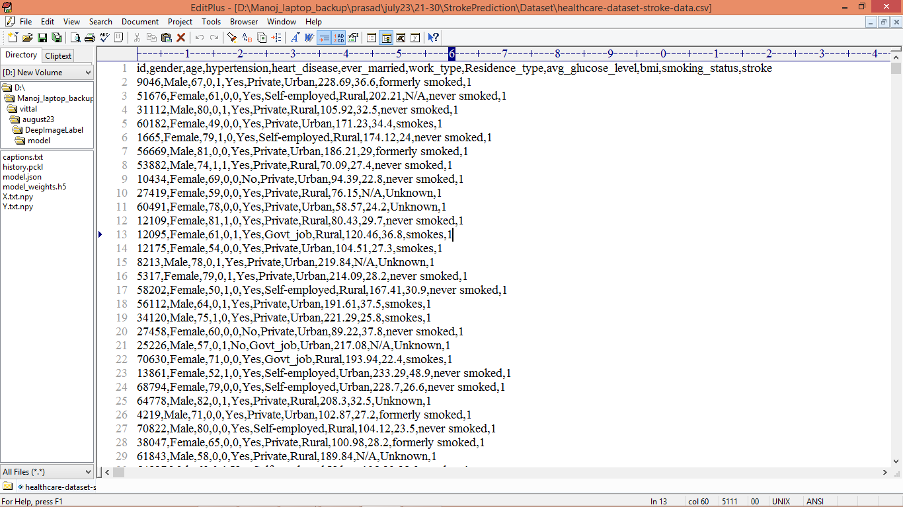 EditPlus - [D:\Manoj_laptop_backup\prasad\july23\21-30\StrokePrediction\Dataset\healthcare-dataset-stroke-data.csv]
File Edit View Search Document Project Tools Browser Window Help
Directory Cliptext
[D:] New Volume
D:\
Manoj_laptop_backup
vittal
august23
DeepImageLabel
model
captions.txt
history.pckl
model.json
model_weights.h5
X.txt.npy
Y.txt.npy
All Files (*.*)
1 2 3 4 5 6 7 8 9 0 1 2 3 4
1 id,gender,age,hypertension,heart_disease,ever_married,work_type,Residence_type,avg_glucose_level,bmi,smoking_status,stroke
2 9046,Male,67,0,1,Yes,Private,Urban,228.69,36.6,formerly smoked,1
3 51676,Female,61,0,0,Yes,Self-employed,Rural,202.21,N/A,never smoked,1
4 31112,Male,80,0,1,Yes,Private,Rural,105.92,32.5,never smoked,1
5 60182,Female,49,0,0,Yes,Private,Urban,171.23,34.4,smokes,1
6 1665,Female,79,1,0,Yes,Self-employed,Rural,174.12,24,never smoked,1
7 56669,Male,81,0,0,Yes,Private,Urban,186.21,29,formerly smoked,1
8 53882,Male,74,1,1,Yes,Private,Rural,70.09,27.4,never smoked,1
9 10434,Female,69,0,0,No,Private,Urban,94.39,22.8,never smoked,1
10 27419,Female,59,0,0,Yes,Private,Rural,76.15,N/A,Unknown,1
11 60491,Female,78,0,0,Yes,Private,Urban,58.57,24.2,Unknown,1
12 12109,Female,81,1,0,Yes,Private,Rural,80.43,29.7,never smoked,1
13 12095,Female,61,0,1,Yes,Govt_job,Rural,120.46,36.8,smokes,1
14 12175,Female,54,0,0,Yes,Private,Urban,104.51,27.3,smokes,1
15 8213,Male,78,0,1,Yes,Private,Urban,219.84,N/A,Unknown,1
16 5317,Female,79,0,1,Yes,Private,Urban,214.09,28.2,never smoked,1
17 58202,Female,50,1,0,Yes,Self-employed,Rural,167.41,30.9,never smoked,1
18 56112,Male,64,0,1,Yes,Private,Urban,191.61,37.5,smokes,1
19 34120,Male,75,1,0,Yes,Private,Urban,221.29,25.8,smokes,1
20 27458,Female,60,0,0,No,Private,Urban,89.22,37.8,never smoked,1
21 25226,Male,57,0,1,No,Govt_job,Urban,217.08,N/A,Unknown,1
22 70630,Female,71,0,0,Yes,Govt_job,Rural,193.94,22.4,smokes,1
23 13861,Female,52,1,0,Yes,Self-employed,Urban,233.29,48.9,never smoked,1
24 68794,Female,79,0,0,Yes,Self-employed,Urban,228.7,26.6,never smoked,1
25 64778,Male,82,0,1,Yes,Private,Rural,208.3,32.5,Unknown,1
26 4219,Male,71,0,0,Yes,Private,Urban,102.87,27.2,formerly smoked,1
27 70822,Male,80,0,0,Yes,Self-employed,Rural,104.12,23.5,never smoked,1
28 38047,Female,65,0,0,Yes,Private,Rural,100.98,28.2,formerly smoked,1
29 61843,Male,58,0,0,Yes,Private,Rural,189.84,N/A,Unknown,1
healthcare-dataset-s
For Help, press F1 ln 13 col 60 5111 00 UNIX ANSI